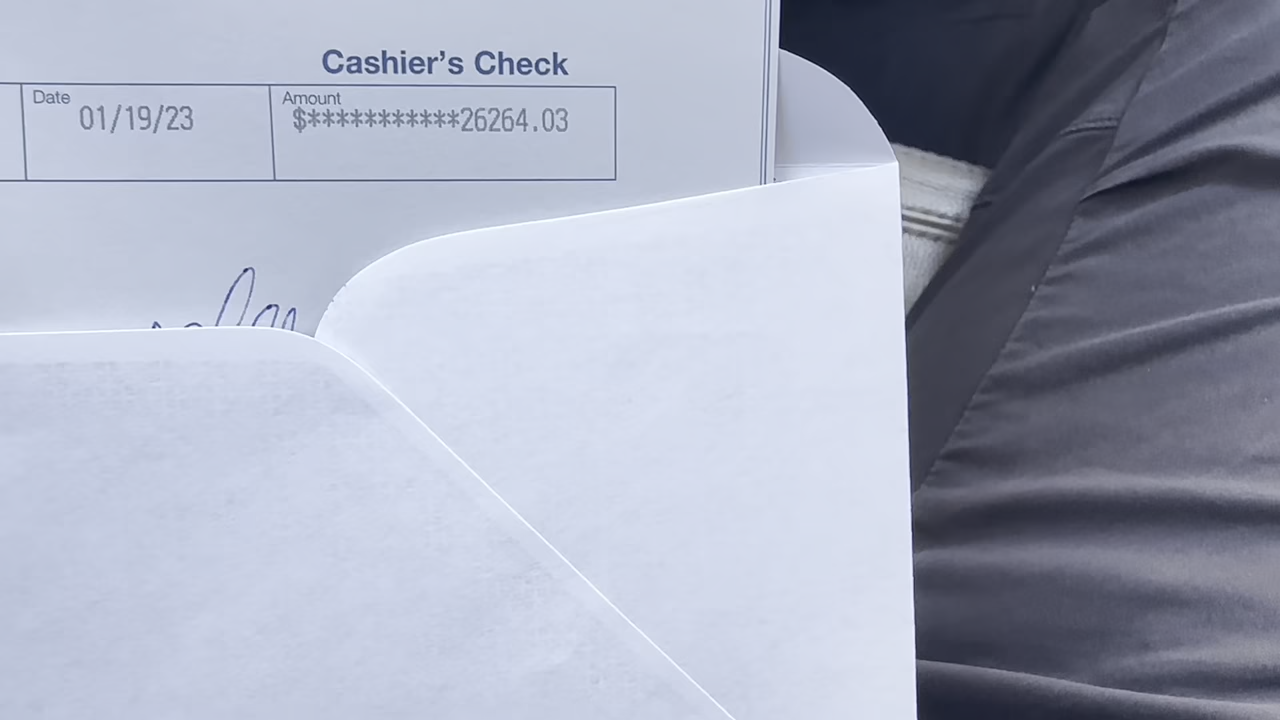 Cashier's Check
Date
Amount
01/19/23
$***********26264.03